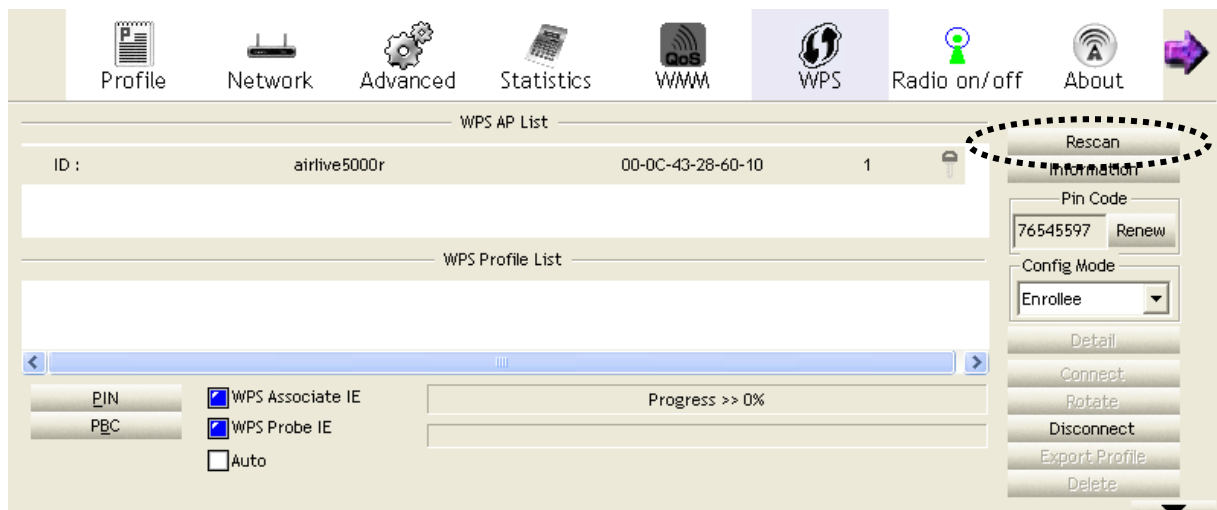 Profile Network Advanced Statistics QoS WMM WPS Radio on/off About
WPS AP List
ID : airlive5000r 00-0C-43-28-60-10 1
Rescan
Information
Pin Code
76545597 Renew
WPS Profile List
Config Mode
Enrollee
Detail
Connect
Rotate
Disconnect
Export Profile
Delete
PIN
PBC
WPS Associate IE
WPS Probe IE
Auto
Progress >> 0%